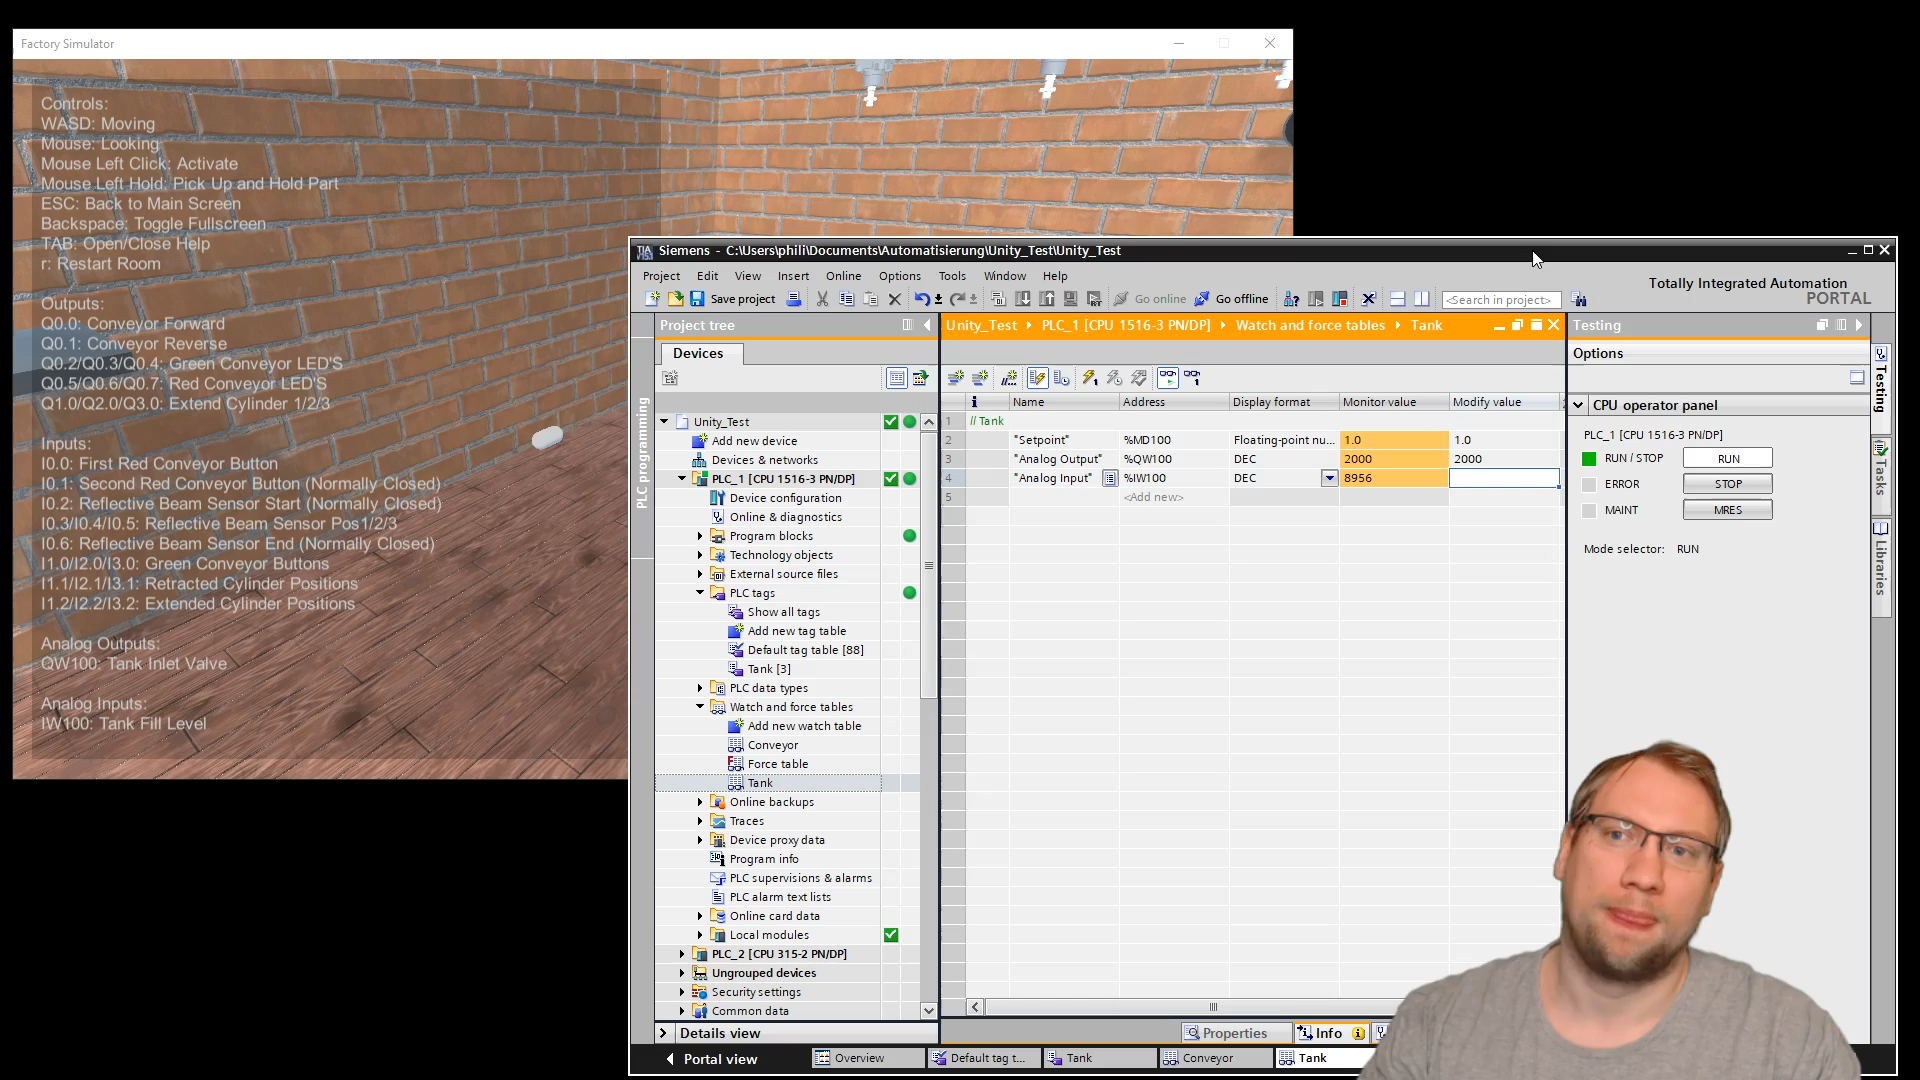 Factory Simulator
Controls:
WASD: Moving
Mouse: Looking
Mouse Left Click: Activate
Mouse Left Hold: Pick Up and Hold Part
ESC: Back to Main Screen
Backspace: Toggle Fullscreen
TAB: Open/Close Help
r: Restart Room
Outputs:
Q0.0: Conveyor Forward
Q0.1: Conveyor Reverse
Q0.2/Q0.3/Q0.4: Green Conveyor LED'S
Q0.5/Q0.6/Q0.7: Red Conveyor LED'S
Q1.0/Q2.0/Q3.0: Extend Cylinder 1/2/3
Inputs:
I0.0: First Red Conveyor Button
I0.1: Second Red Conveyor Button (Normally Closed)
I0.2: Reflective Beam Sensor Start (Normally Closed)
I0.3/I0.4/I0.5: Reflective Beam Sensor Pos1/2/3
I0.6: Reflective Beam Sensor End (Normally Closed)
I1.0/I2.0/I3.0: Green Conveyor Buttons
I1.1/I2.1/I3.1: Retracted Cylinder Positions
I1.2/I2.2/I3.2: Extended Cylinder Positions
Analog Outputs:
QW100: Tank Inlet Valve
Analog Inputs:
IW100: Tank Fill Level
TIA Siemens - C:\Users\phili\Documents\Automatisierung\Unity_Test\Unity_Test
Project Edit View Insert Online Options Tools Window Help
Totally Integrated Automation
PORTAL
Save project Go online Go offline <Search in project>
Project tree
Devices
PLC programming
Unity_Test
Add new device
Devices & networks
PLC_1 [CPU 1516-3 PN/DP]
Device configuration
Online & diagnostics
Program blocks
Technology objects
External source files
PLC tags
Show all tags
Add new tag table
Default tag table [88]
Tank [3]
PLC data types
Watch and force tables
Add new watch table
Conveyor
Force table
Tank
Online backups
Traces
Device proxy data
Program info
PLC supervisions & alarms
PLC alarm text lists
Online card data
Local modules
PLC_2 [CPU 315-2 PN/DP]
Ungrouped devices
Security settings
Common data
Details view
Unity_Test PLC_1 [CPU 1516-3 PN/DP] Watch and force tables Tank
i Name Address Display format Monitor value Modify value
1 // Tank
2 "Setpoint" %MD100 Floating-point nu... 1.0 1.0
3 "Analog Output" %QW100 DEC 2000 2000
4 "Analog Input" %IW100 DEC 8956
5 <Add new>
Properties Info
Testing
Options
CPU operator panel
PLC_1 [CPU 1516-3 PN/DP]
RUN / STOP RUN
ERROR STOP
MAINT MRES
Mode selector: RUN
Testing
Tasks
Libraries
Portal view Overview Default tag t... Tank Conveyor Tank